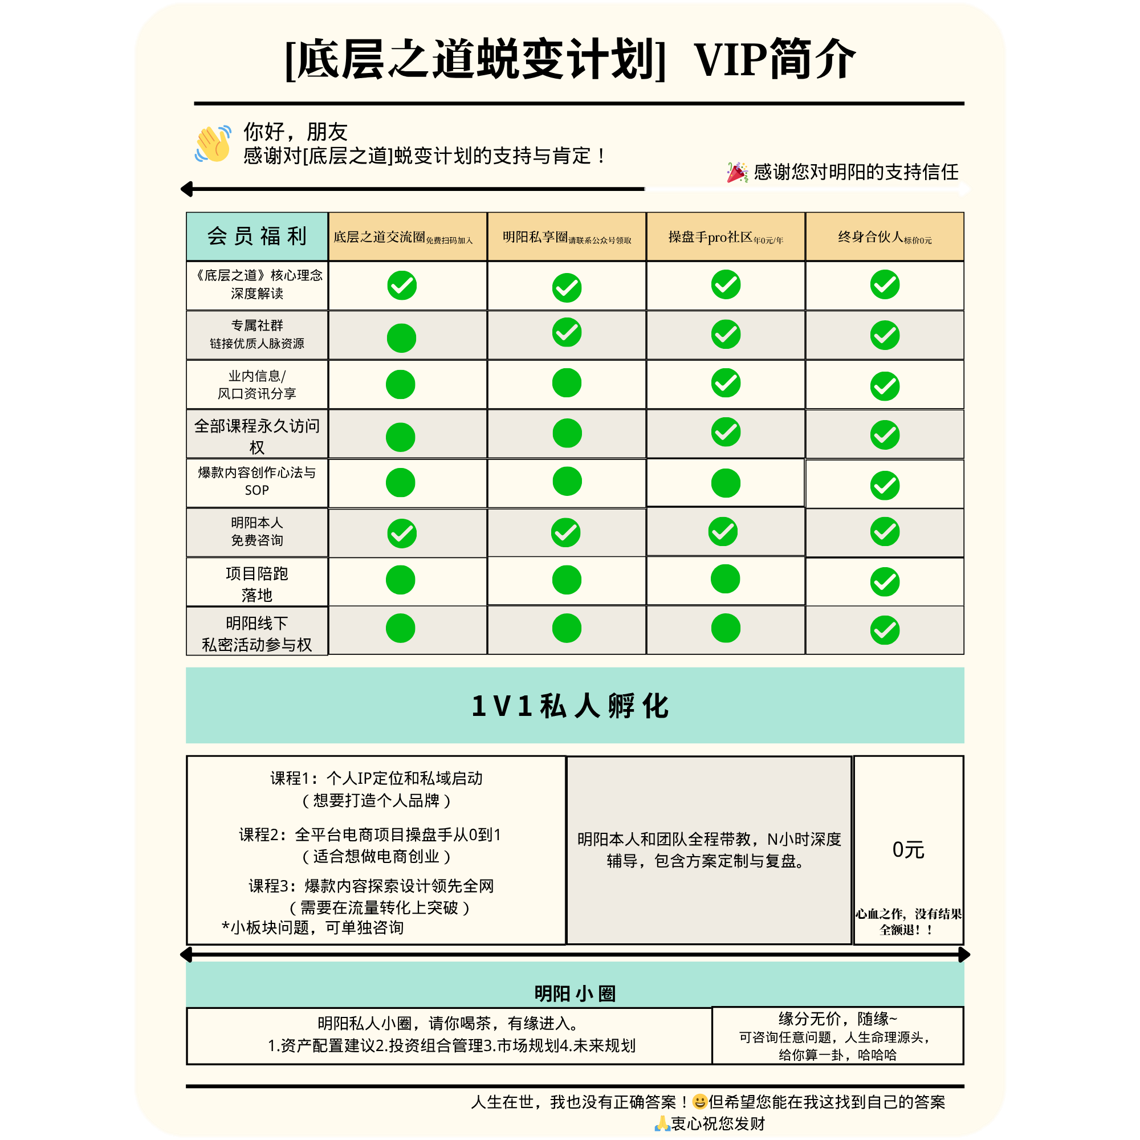 [底层之道蜕变计划] VIP简介
你好，朋友
感谢对[底层之道]蜕变计划的支持与肯定！
感谢您对明阳的支持信任
会员福利 底层之道交流圈免费扫码加入 明阳私享圈请联系公众号领取 操盘手pro社区年0元/年 终身合伙人标价0元
《底层之道》核心理念
深度解读
专属社群
链接优质人脉资源
业内信息/
风口资讯分享
全部课程永久访问
权
爆款内容创作心法与
SOP
明阳本人
免费咨询
项目陪跑
落地
明阳线下
私密活动参与权
1V1私人孵化
课程1：个人IP定位和私域启动
（想要打造个人品牌）
课程2：全平台电商项目操盘手从0到1
（适合想做电商创业）
课程3：爆款内容探索设计领先全网
（需要在流量转化上突破）
*小板块问题，可单独咨询
明阳本人和团队全程带教，N小时深度
辅导，包含方案定制与复盘。
0元
心血之作，没有结果
全额退！！
明阳小圈
明阳私人小圈，请你喝茶，有缘进入。
1.资产配置建议2.投资组合管理3.市场规划4.未来规划
缘分无价，随缘~
可咨询任意问题，人生命理源头，
给你算一卦，哈哈哈
人生在世，我也没有正确答案！😀但希望您能在我这找到自己的答案
🙏衷心祝您发财